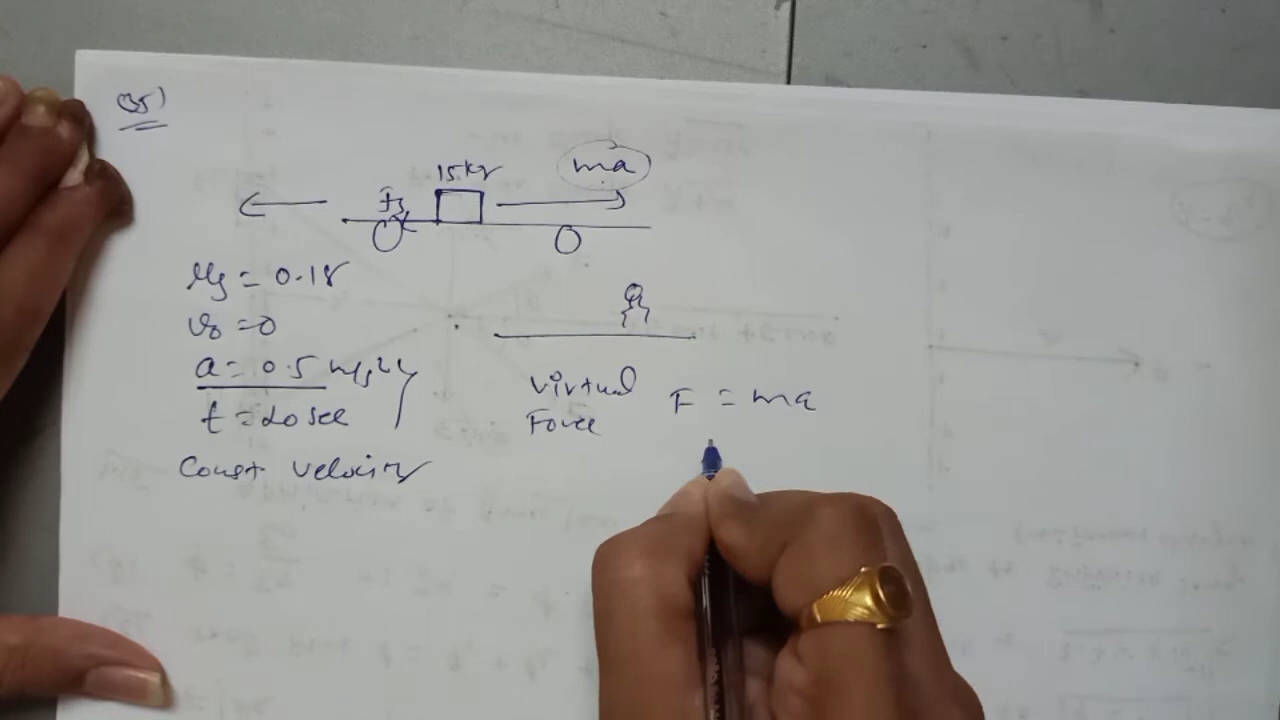 Q5)
15kg
ma
fs
μs = 0.18
v₀ = 0
a = 0.5 m/s²
t = 20 sec
Const velocity
Virtual
Force
F = ma